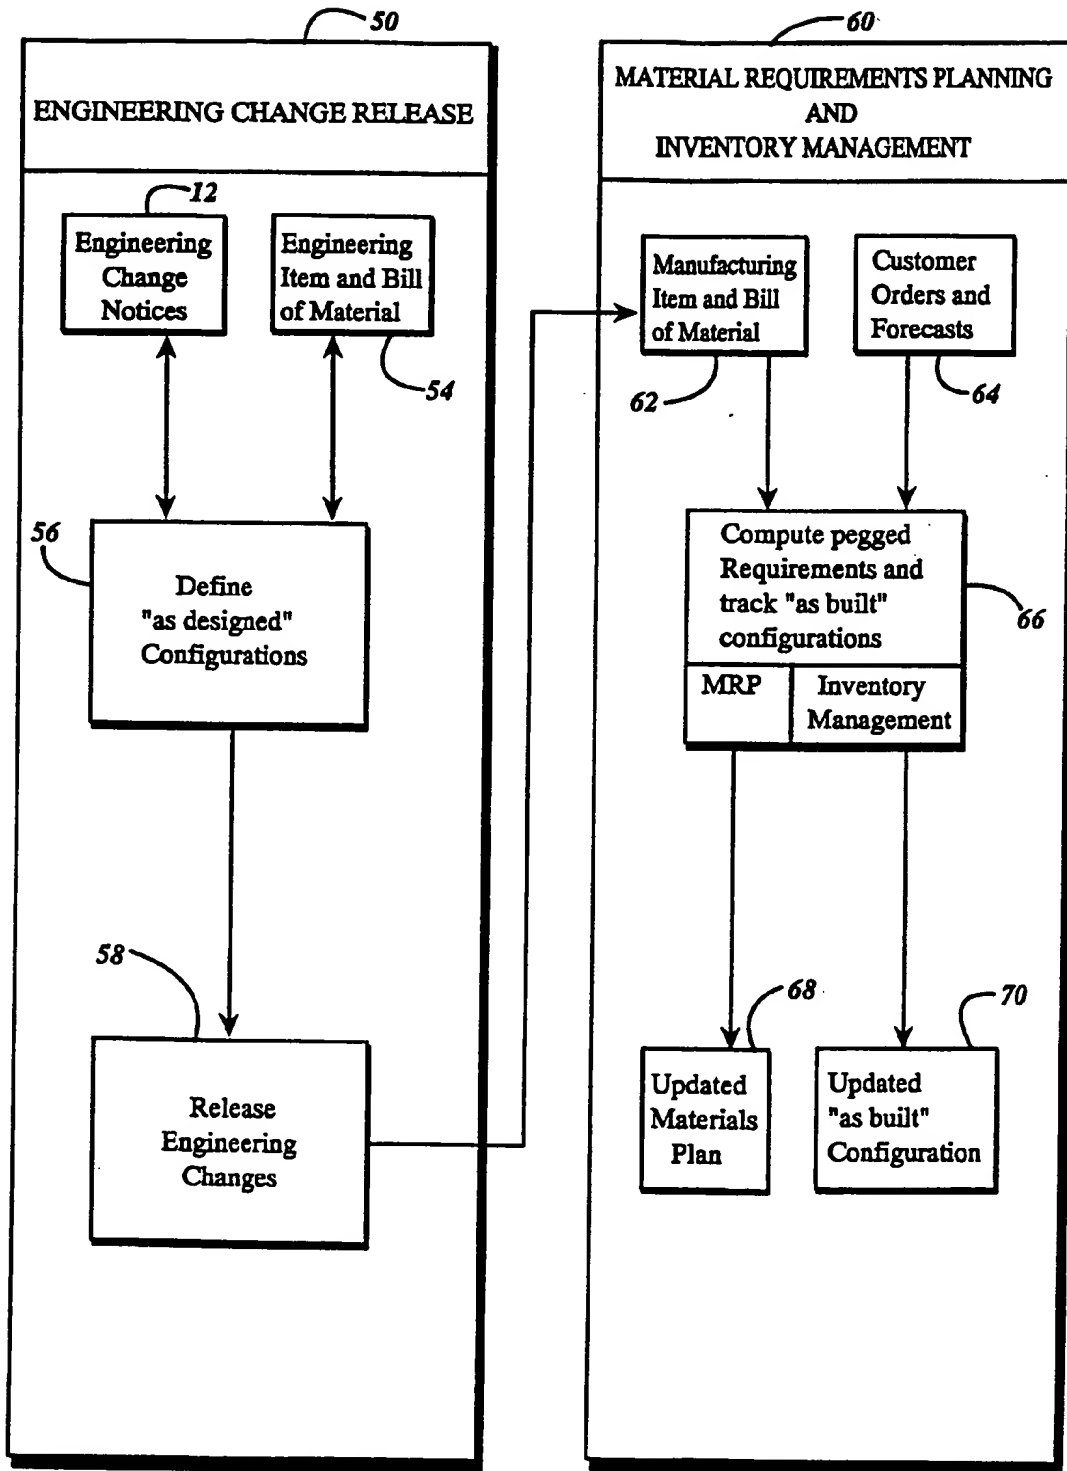 50
ENGINEERING CHANGE RELEASE
12
Engineering
Change
Notices
Engineering
Item and Bill
of Material
54
56
Define
"as designed"
Configurations
58
Release
Engineering
Changes
60
MATERIAL REQUIREMENTS PLANNING
AND
INVENTORY MANAGEMENT
Manufacturing
Item and Bill
of Material
62
Customer
Orders and
Forecasts
64
Compute pegged
Requirements and
track "as built"
configurations
66
MRP
Inventory
Management
68
Updated
Materials
Plan
70
Updated
"as built"
Configuration